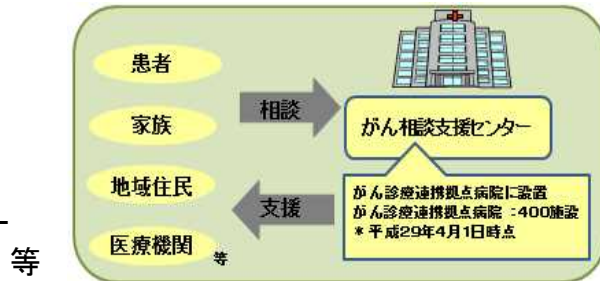 患者
家族
地域住民
医療機関 等
相談
支援
がん相談支援センター
がん診療連携拠点病院に設置
がん診療連携拠点病院 :400施設
*平成29年4月1日時点
等